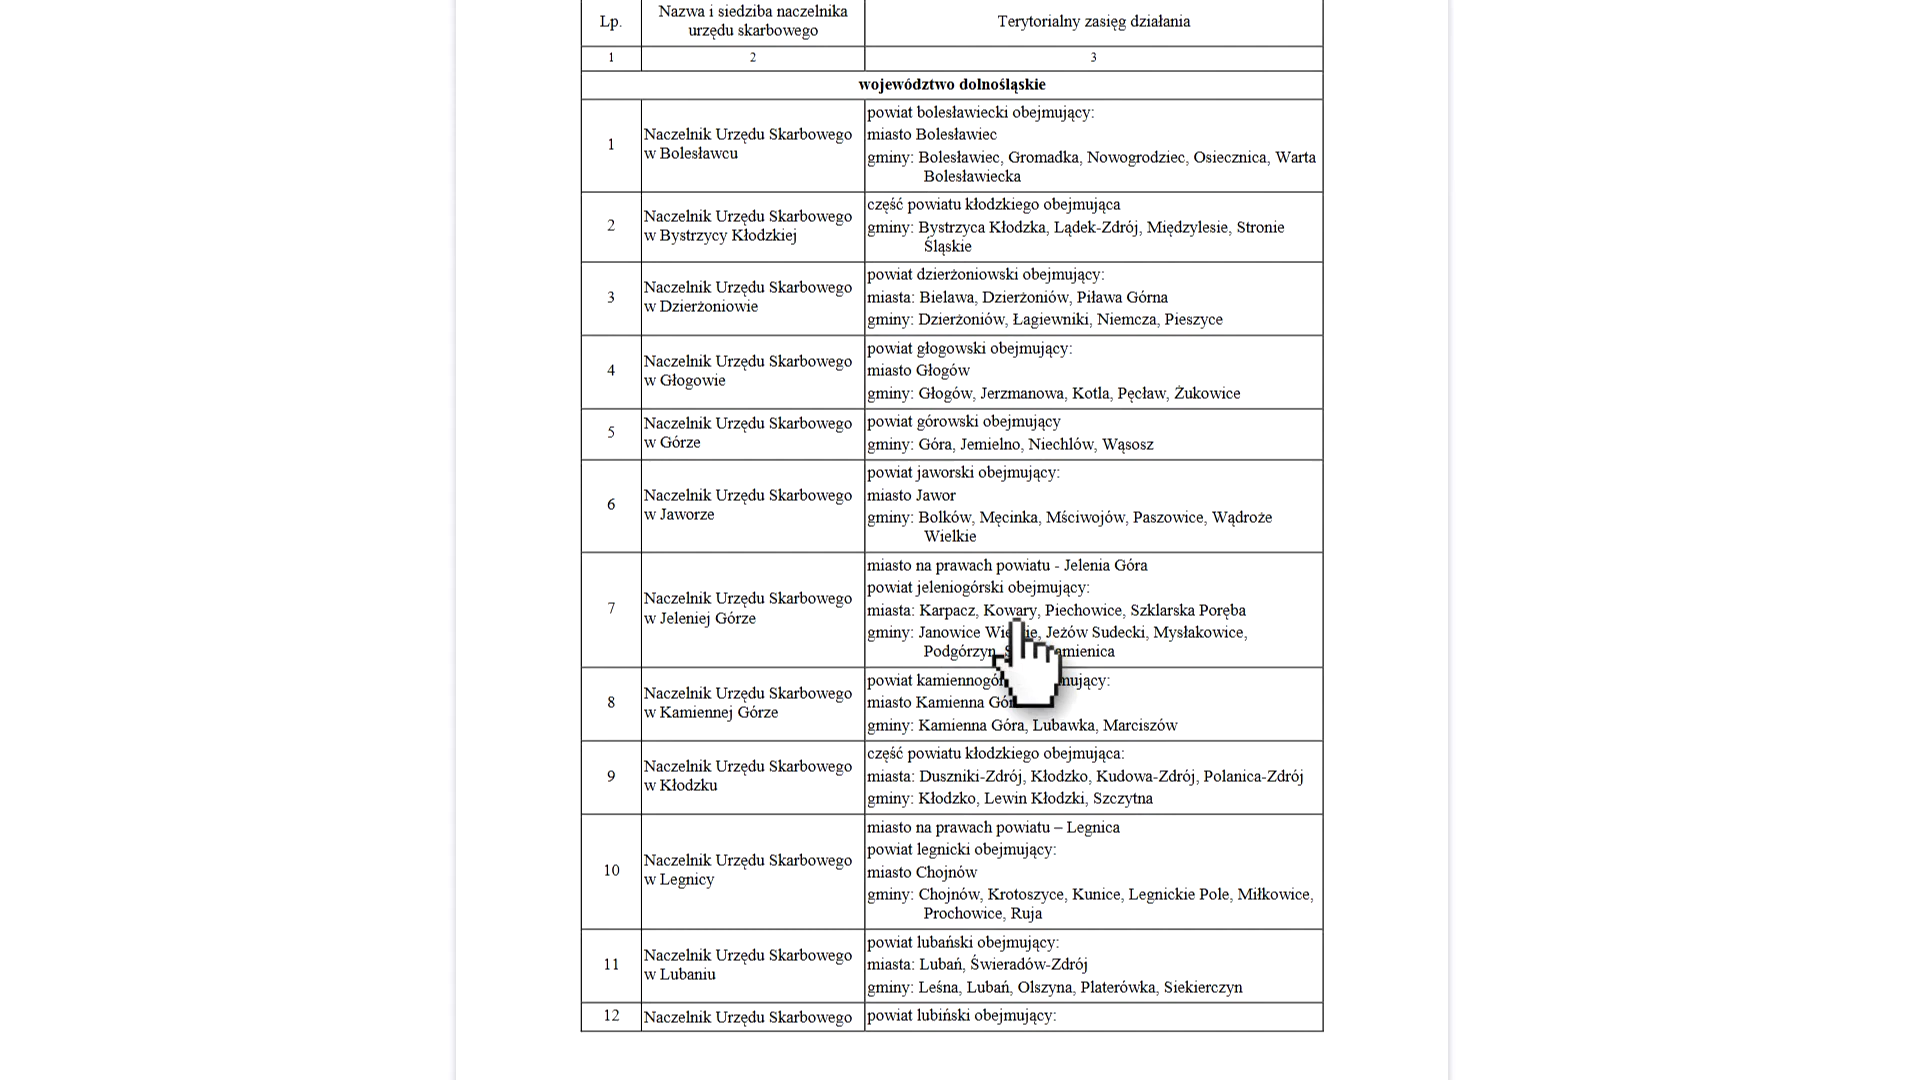 Lp.
Nazwa i siedziba naczelnika
urzędu skarbowego
Terytorialny zasięg działania
1
2
3
województwo dolnośląskie
1
Naczelnik Urzędu Skarbowego
w Bolesławcu
powiat bolesławiecki obejmujący:
miasto Bolesławiec
gminy: Bolesławiec, Gromadka, Nowogrodziec, Osiecznica, Warta
Bolesławiecka
2
Naczelnik Urzędu Skarbowego
w Bystrzycy Kłodzkiej
część powiatu kłodzkiego obejmująca
gminy: Bystrzyca Kłodzka, Lądek-Zdrój, Międzylesie, Stronie
Śląskie
3
Naczelnik Urzędu Skarbowego
w Dzierżoniowie
powiat dzierżoniowski obejmujący:
miasta: Bielawa, Dzierżoniów, Piława Górna
gminy: Dzierżoniów, Łagiewniki, Niemcza, Pieszyce
4
Naczelnik Urzędu Skarbowego
w Głogowie
powiat głogowski obejmujący:
miasto Głogów
gminy: Głogów, Jerzmanowa, Kotla, Pęcław, Żukowice
5
Naczelnik Urzędu Skarbowego
w Górze
powiat górowski obejmujący
gminy: Góra, Jemielno, Niechlów, Wąsosz
6
Naczelnik Urzędu Skarbowego
w Jaworze
powiat jaworski obejmujący:
miasto Jawor
gminy: Bolków, Męcinka, Mściwojów, Paszowice, Wądroże
Wielkie
7
Naczelnik Urzędu Skarbowego
w Jeleniej Górze
miasto na prawach powiatu - Jelenia Góra
powiat jeleniogórski obejmujący:
miasta: Karpacz, Kowary, Piechowice, Szklarska Poręba
gminy: Janowice Jeżów Sudecki, Mysłakowice,
Podgórzyn,
8
Naczelnik Urzędu Skarbowego
w Kamiennej Górze
powiat
miasto Kamienna
gminy: Kamienna Góra, Lubawka, Marciszów
9
Naczelnik Urzędu Skarbowego
w Kłodzku
część powiatu kłodzkiego obejmująca:
miasta: Duszniki-Zdrój, Kłodzko, Kudowa-Zdrój, Polanica-Zdrój
gminy: Kłodzko, Lewin Kłodzki, Szczytna
10
Naczelnik Urzędu Skarbowego
w Legnicy
miasto na prawach powiatu – Legnica
powiat legnicki obejmujący:
miasto Chojnów
gminy: Chojnów, Krotoszyce, Kunice, Legnickie Pole, Miłkowice,
Prochowice, Ruja
11
Naczelnik Urzędu Skarbowego
w Lubaniu
powiat lubański obejmujący:
miasta: Lubań, Świeradów-Zdrój
gminy: Leśna, Lubań, Olszyna, Platerówka, Siekierczyn
12
Naczelnik Urzędu Skarbowego
powiat lubiński obejmujący: